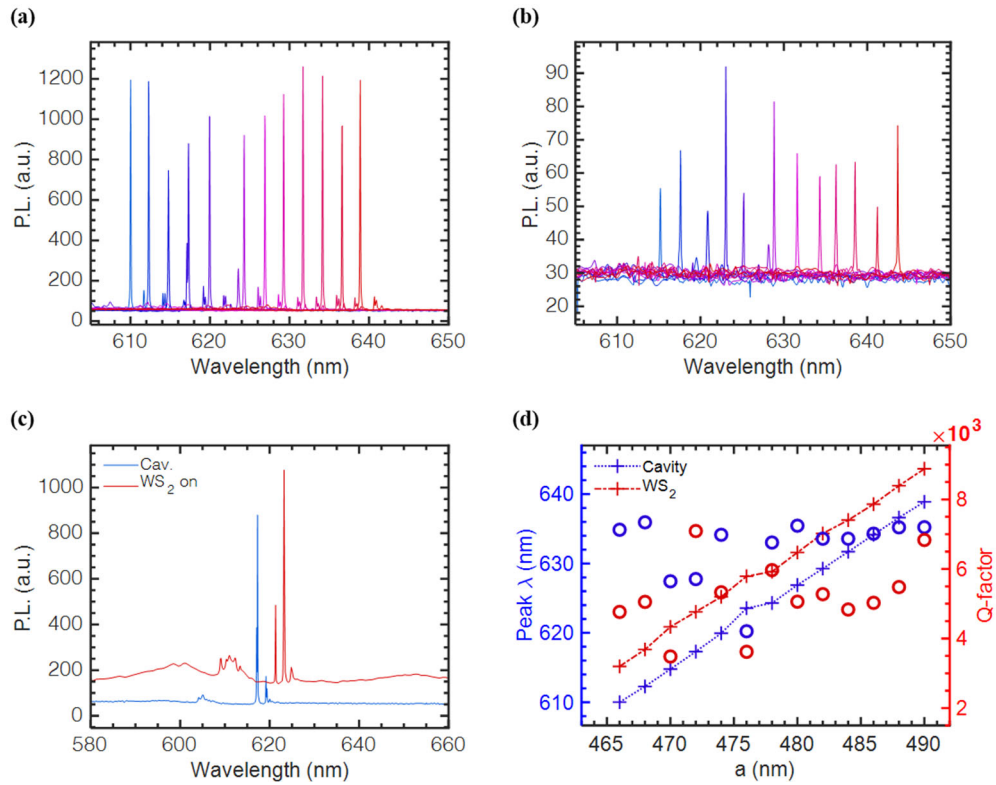 (a)
1200
1000
800
600
400
200
0
P.L. (a.u.)
610 620 630 640 650
Wavelength (nm)
(b)
90
80
70
60
50
40
30
20
P.L. (a.u.)
610 620 630 640 650
Wavelength (nm)
(c)
Cav.
WS2 on
1000
800
600
400
200
0
P.L. (a.u.)
580 600 620 640 660
Wavelength (nm)
(d)
× 10³
Cavity
WS2
640
630
620
610
Peak λ (nm)
9
8
7
6
5
4
3
2
Q-factor
465 470 475 480 485 490
a (nm)